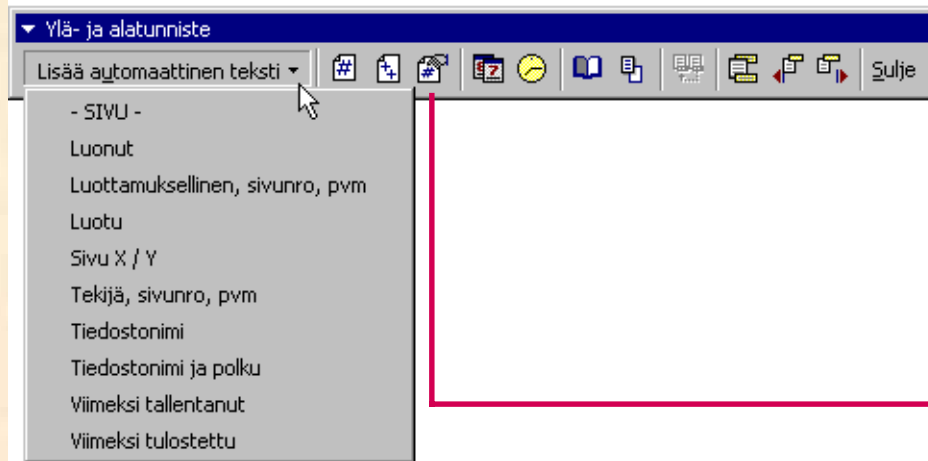 Ylä- ja alatunniste
Lisää automaattinen teksti
Sulje
- SIVU -
Luonut
Luottamuksellinen, sivunro, pvm
Luotu
Sivu X / Y
Tekijä, sivunro, pvm
Tiedostonimi
Tiedostonimi ja polku
Viimeksi tallentanut
Viimeksi tulostettu